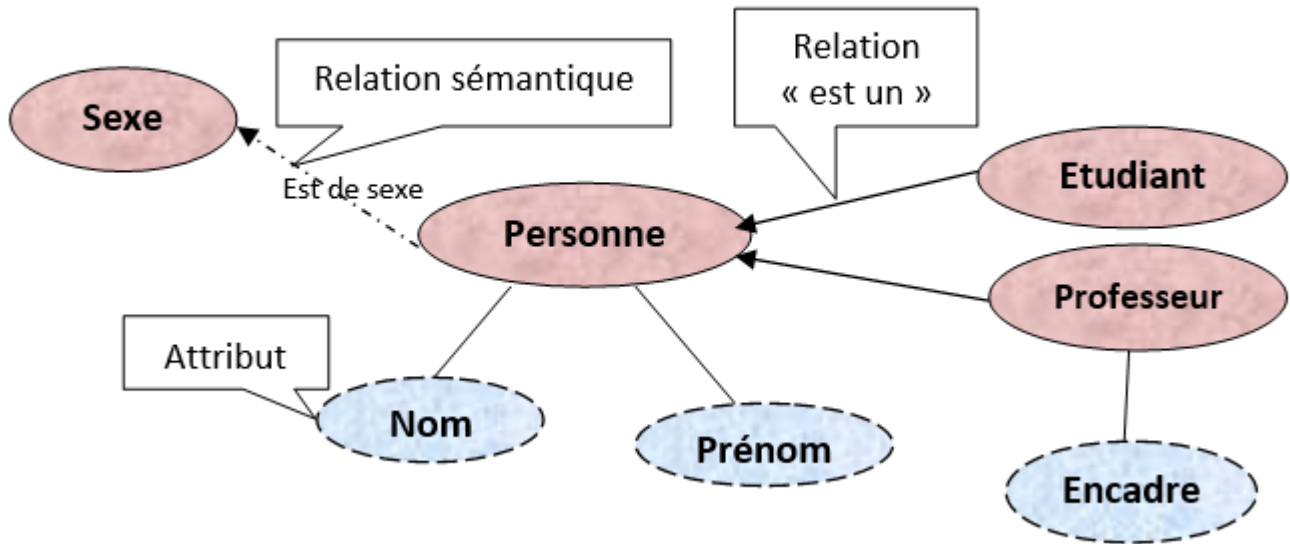 Relation sémantique
Relation
« est un »
Sexe
Est de sexe
Etudiant
Personne
Professeur
Attribut
Nom
Prénom
Encadre